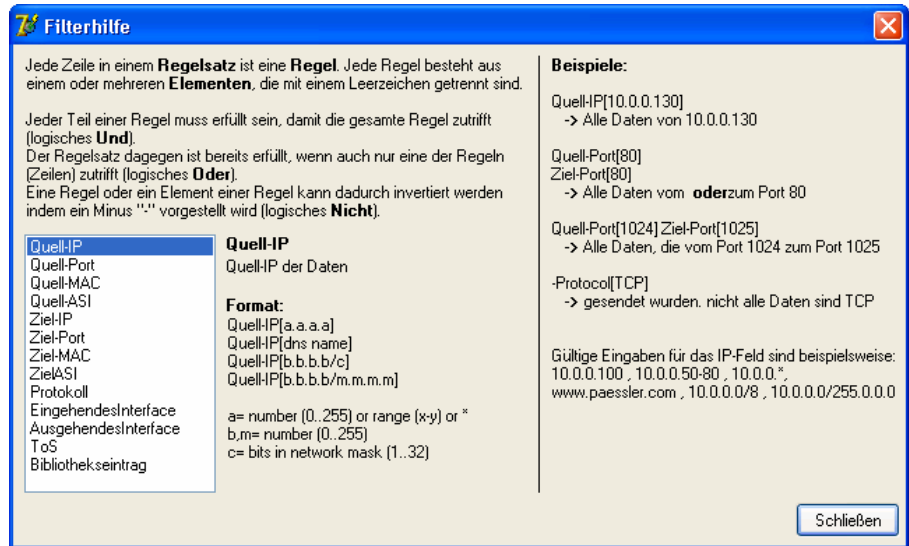 Filterhilfe
Jede Zeile in einem Regelsatz ist eine Regel. Jede Regel besteht aus
einem oder mehreren Elementen, die mit einem Leerzeichen getrennt sind.
Jeder Teil einer Regel muss erfüllt sein, damit die gesamte Regel zutrifft
(logisches Und).
Der Regelsatz dagegen ist bereits erfüllt, wenn auch nur eine der Regeln
(Zeilen) zutrifft (logisches Oder).
Eine Regel oder ein Element einer Regel kann dadurch invertiert werden
indem ein Minus "-" vorgestellt wird (logisches Nicht).
Quell-IP
Quell-Port
Quell-MAC
Quell-ASI
Ziel-IP
Ziel-Port
Ziel-MAC
ZielASI
Protokoll
EingehendesInterface
AusgehendesInterface
ToS
Bibliothekseintrag
Quell-IP
Quell-IP der Daten
Format:
Quell-IP[a.a.a.a]
Quell-IP[dns name]
Quell-IP[b.b.b.b/c]
Quell-IP[b.b.b.b/m.m.m.m]
a= number (0..255) or range (x-y) or *
b,m= number (0..255)
c= bits in network mask (1..32)
Beispiele:
Quell-IP[10.0.0.130]
-> Alle Daten von 10.0.0.130
Quell-Port[80]
Ziel-Port[80]
-> Alle Daten vom oderzum Port 80
Quell-Port[1024] Ziel-Port[1025]
-> Alle Daten, die vom Port 1024 zum Port 1025
-Protocol[TCP]
-> gesendet wurden. nicht alle Daten sind TCP
Gültige Eingaben für das IP-Feld sind beispielsweise:
10.0.0.100 , 10.0.0.50-80 , 10.0.0.*,
www.paessler.com , 10.0.0.0/8 , 10.0.0.0/255.0.0.0
Schließen